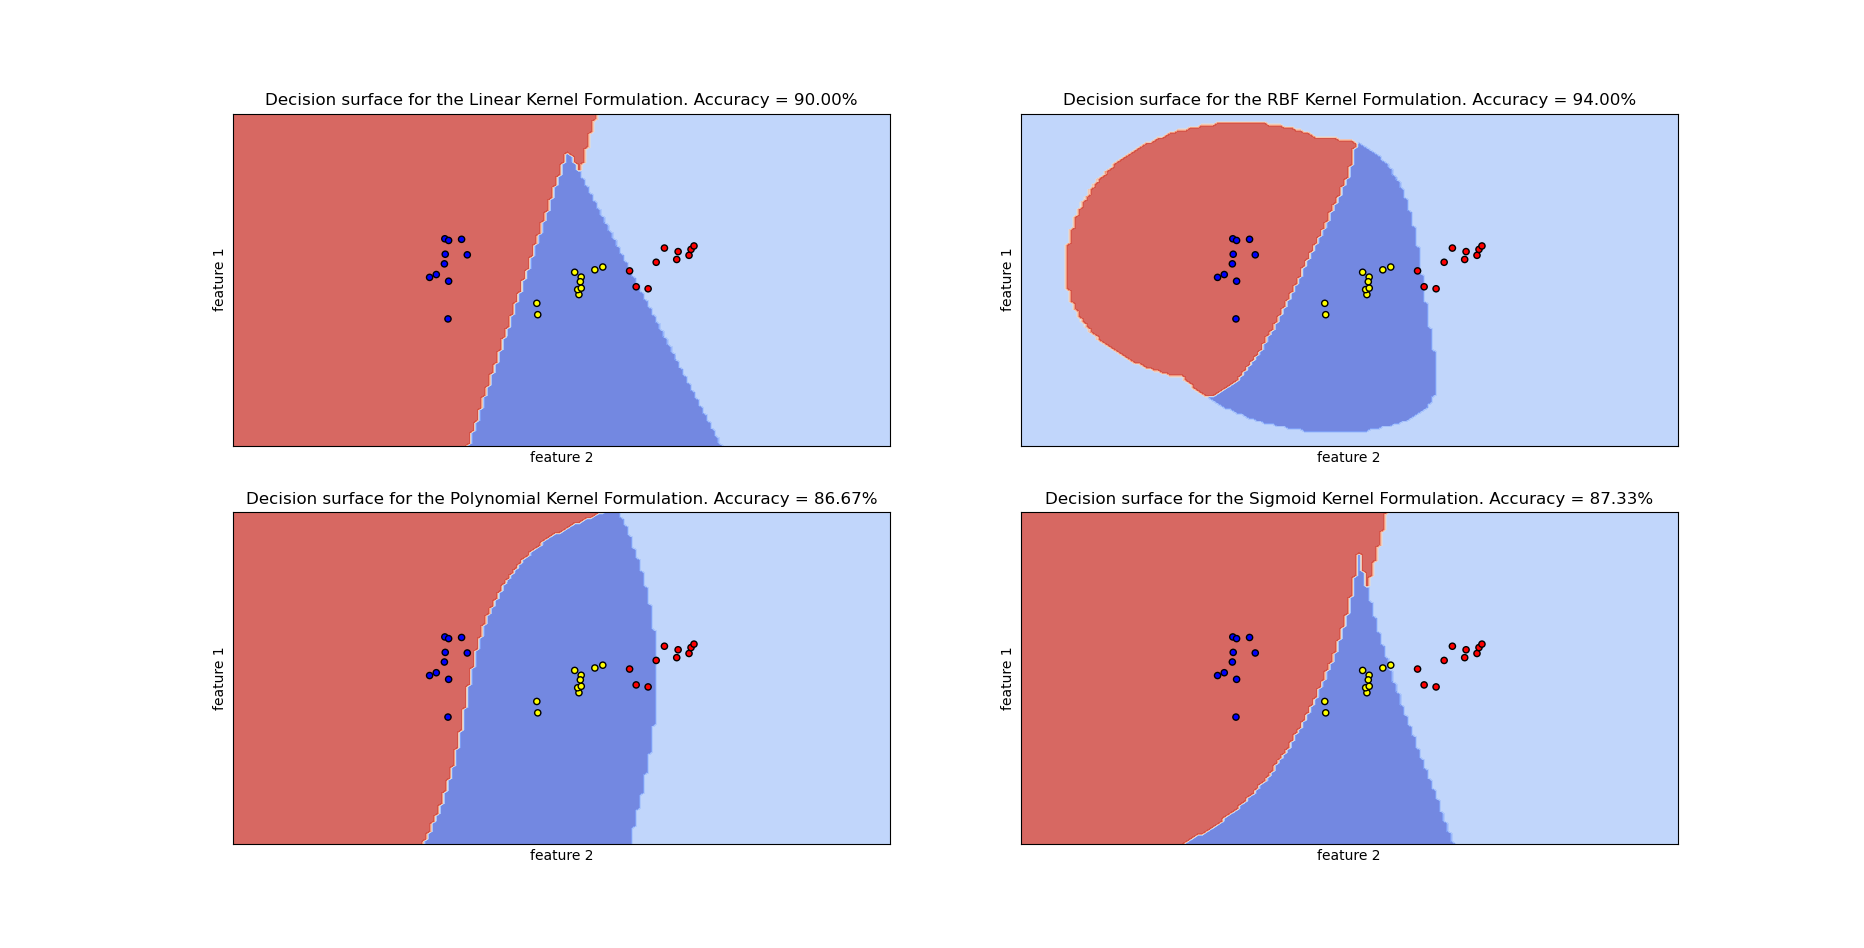 Decision surface for the Linear Kernel Formulation. Accuracy = 90.00%
feature 1
feature 2
Decision surface for the RBF Kernel Formulation. Accuracy = 94.00%
feature 1
feature 2
Decision surface for the Polynomial Kernel Formulation. Accuracy = 86.67%
feature 1
feature 2
Decision surface for the Sigmoid Kernel Formulation. Accuracy = 87.33%
feature 1
feature 2